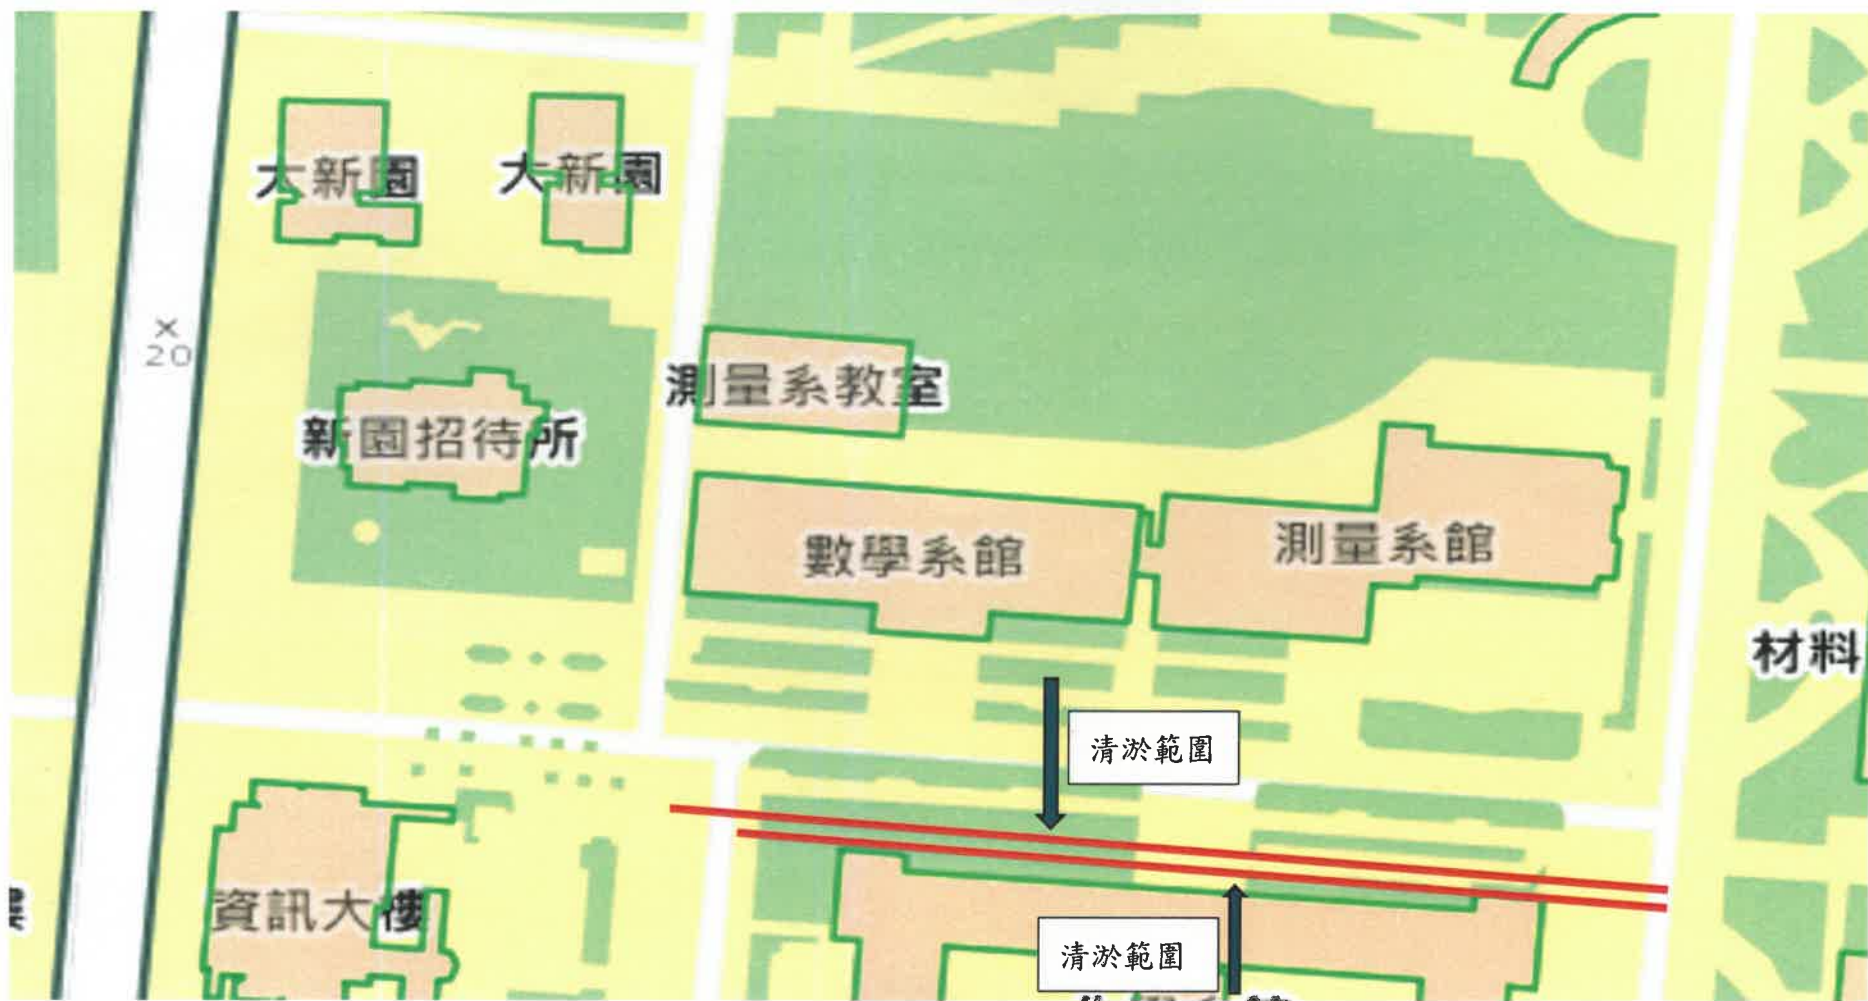 大新園
大新園
×
20
測量系教室
新園招待所
數學系館
測量系館
材料
清淤範圍
資訊大樓
清淤範圍